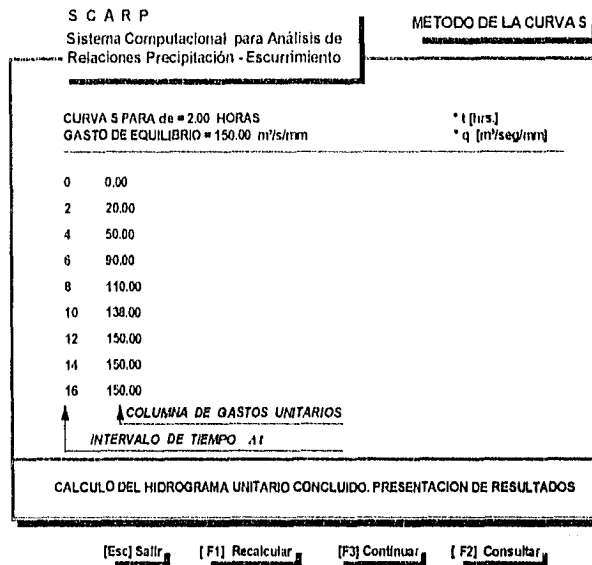 S C A R P
METODO DE LA CURVA S
Sistema Computacional para Análisis de
Relaciones Precipitación - Escurrimiento
CURVA S PARA de = 2.00 HORAS * t [hrs.]
GASTO DE EQUILIBRIO = 150.00 m³/s/mm * q [m³/seg/mm]
0 0.00
2 20.00
4 50.00
6 90.00
8 110.00
10 138.00
12 150.00
14 150.00
16 150.00
COLUMNA DE GASTOS UNITARIOS
INTERVALO DE TIEMPO Δt
CALCULO DEL HIDROGRAMA UNITARIO CONCLUIDO. PRESENTACION DE RESULTADOS
[Esc] Salir [ F1] Recalcular [F3] Continuar [ F2] Consultar